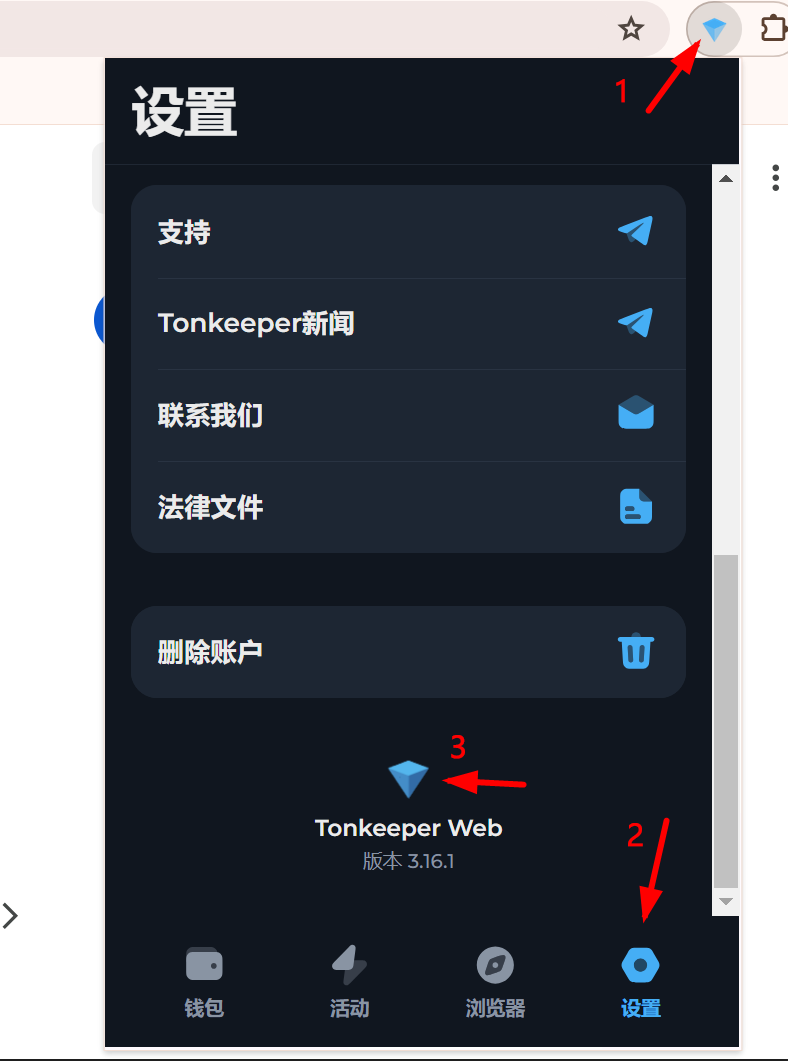 1
设置
支持
Tonkeeper新闻
联系我们
法律文件
删除账户
3
Tonkeeper Web
2
版本 3.16.1
钱包
活动
浏览器
设置